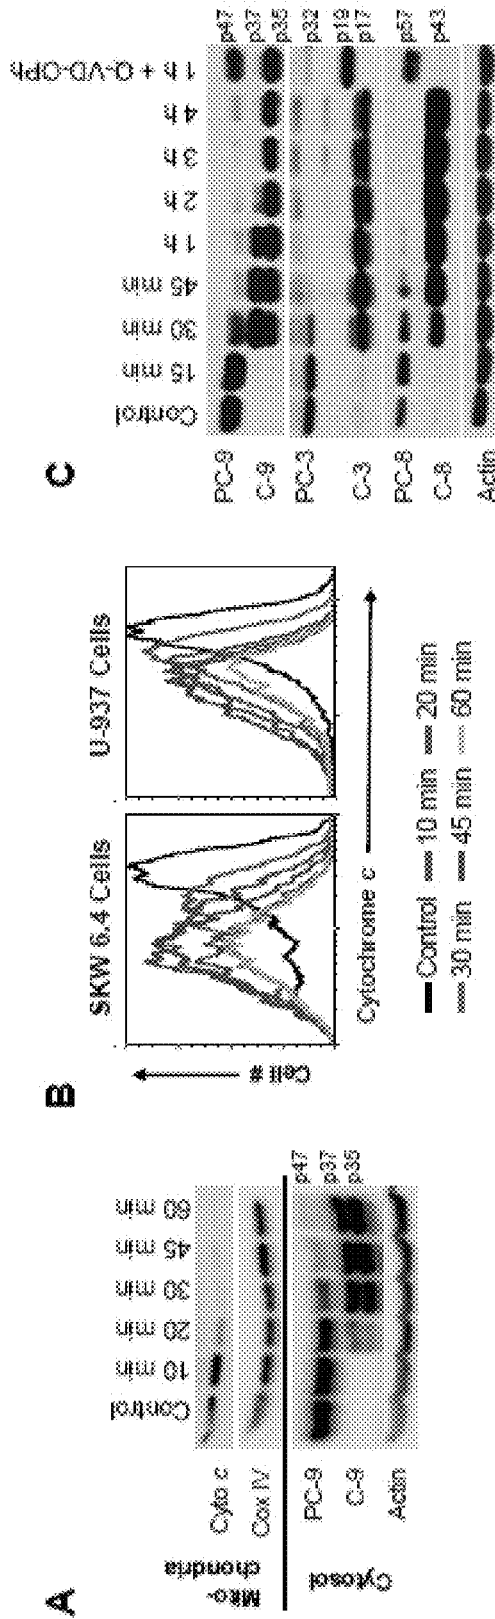 A
Control
10 min
20 min
30 min
45 min
60 min
Mito-
chondria
Cyto c
Cox IV
Cytosol
PC-9
p47
C-9
p37
p35
Actin
B
SKW 6.4 Cells
U-937 Cells
Cell #
Cytochrome c
Control
10 min
20 min
30 min
45 min
60 min
C
Control
15 min
30 min
45 min
1 h
2 h
3 h
4 h
1 h + Q-VD-OPh
PC-9
p47
C-9
p37
p35
PC-3
p32
C-3
p19
p17
PC-8
p57
C-8
p43
Actin